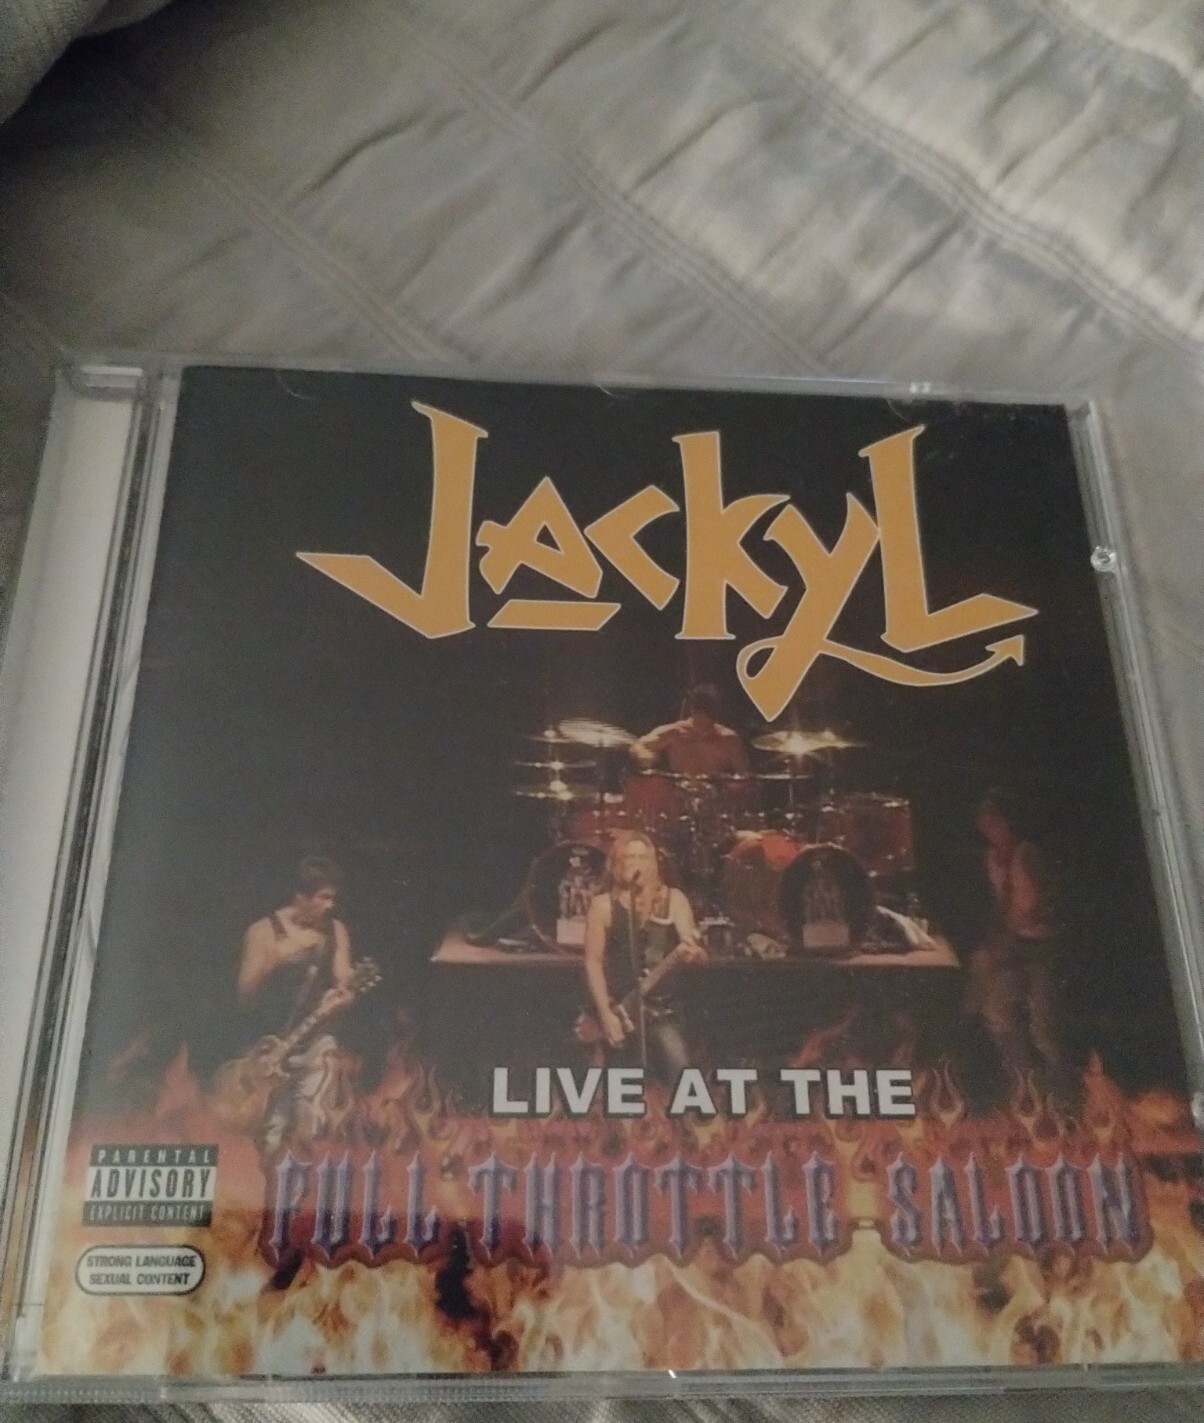 Jackyl
LIVE AT THE
FULL THROTTLE SALOON
PARENTAL
ADVISORY
EXPLICIT CONTENT
STRONG LANGUAGE
SEXUAL CONTENT